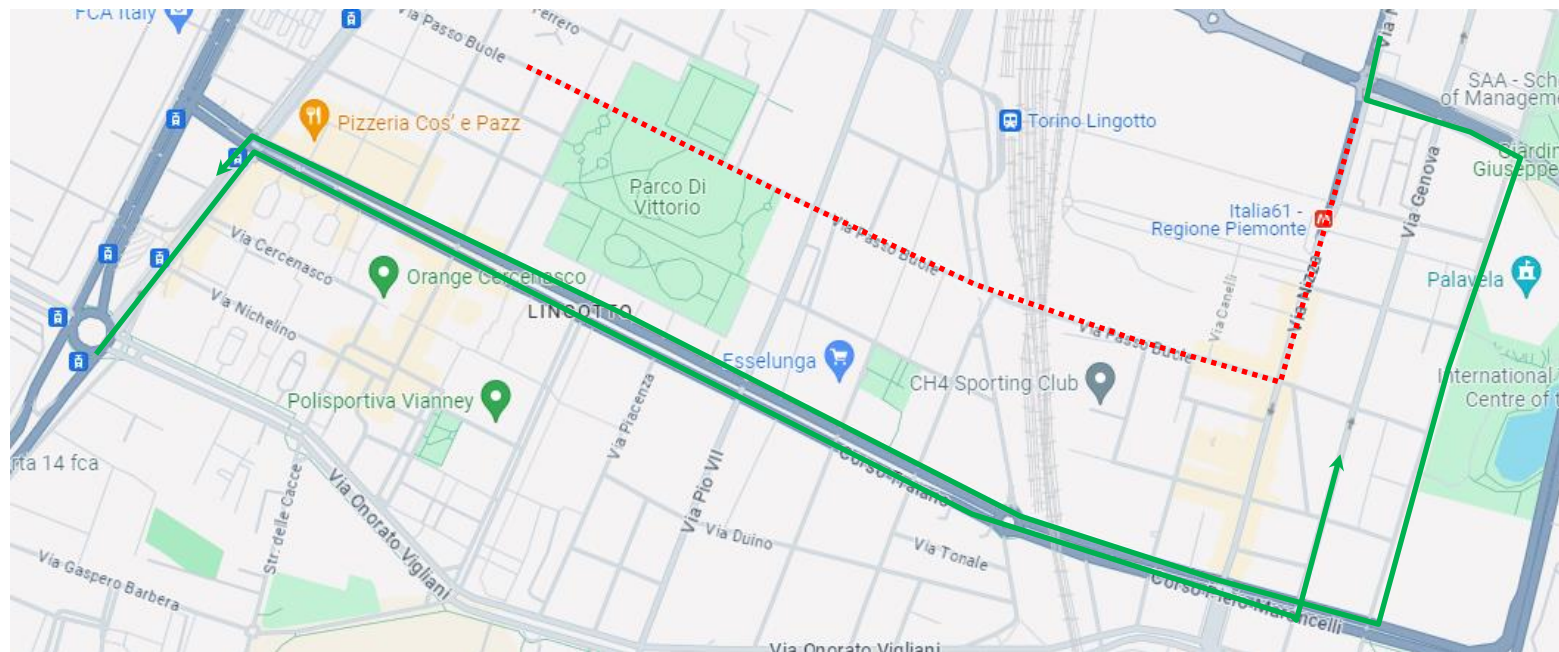 FCA Italy
Via Passo Buole
Ferrero
Pizzeria Cos' e Pazz
Torino Lingotto
SAA - Sch
of Manageme
Giardin
Giuseppe
Via Genova
Parco Di
Vittorio
Italia61 -
Regione Piemonte
Via Passo Buole
Via Cercenasco
Orange Cercenasco
Palavela
Via Nizza
Via Canelli
Via Nichelino
LINGOTTO
Via Passo Buole
Esselunga
CH4 Sporting Club
International
Centre of t
Polisportiva Vianney
Via Piacenza
rta 14 fca
Corso Traiano
Via Pio VII
Str. delle Cacce
Via Onorato Vigliani
Via Duino
Via Tonale
Via Gaspero Barbera
Corso Piero Maroncelli
Via Onorato Vigliani